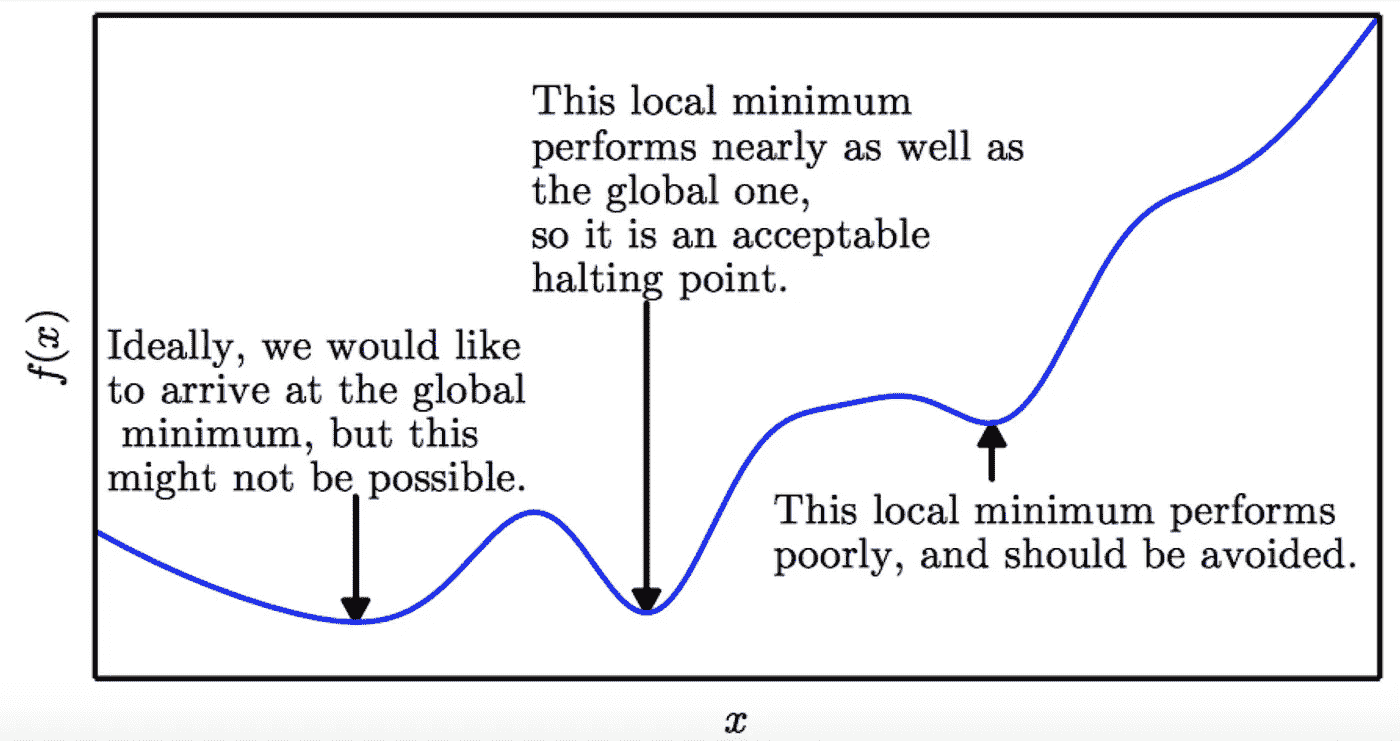 This local minimum
performs nearly as well as
the global one,
so it is an acceptable
halting point.
Ideally, we would like
to arrive at the global
minimum, but this
might not be possible.
This local minimum performs
poorly, and should be avoided.
f(x)
x